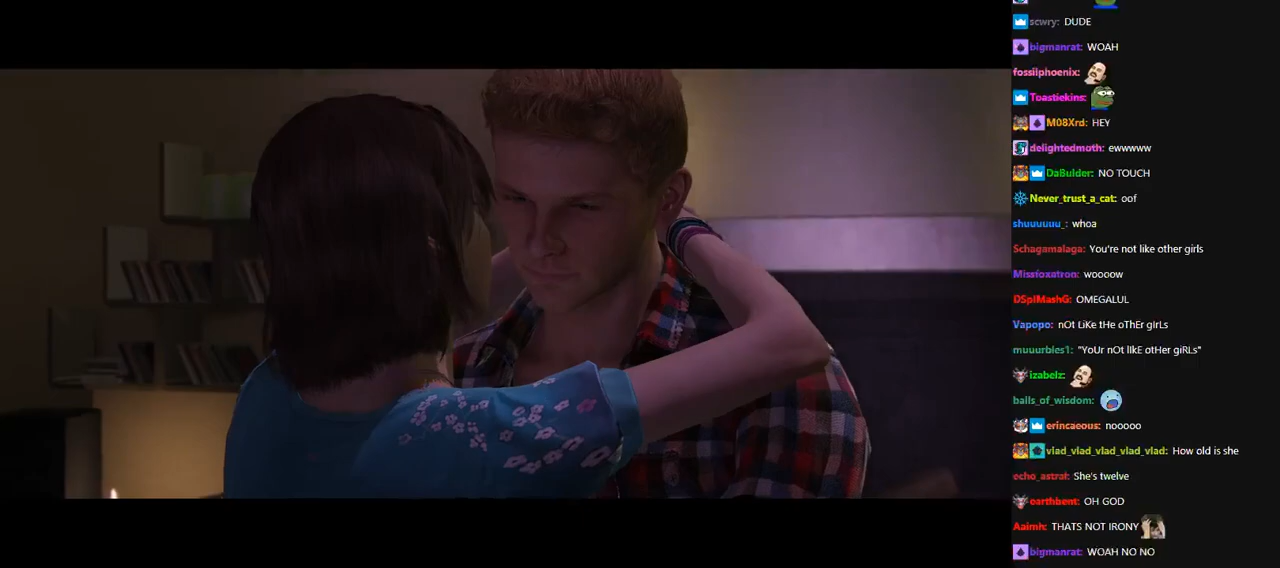 scwry: DUDE
bigmanrat: WOAH
fossilphoenix:
Toastiekins:
M08Xrd: HEY
delightedmoth: ewwwww
DaBulder: NO TOUCH
Never_trust_a_cat: oof
shuuuuuu_: whoa
Schagamalaga: You're not like other girls
Missfoxatron: woooow
DSplMashG: OMEGALUL
Vapopo: nOt LiKe tHe oThEr girLs
muuurbles1: "YoUr nOt likE otHer giRLs"
izabelz:
balls_of_wisdom:
erincaeous: nooooo
vlad_vlad_vlad_vlad_vlad: How old is she
echo_astral: She's twelve
earthbent: OH GOD
Aaimh: THATS NOT IRONY
bigmanrat: WOAH NO NO